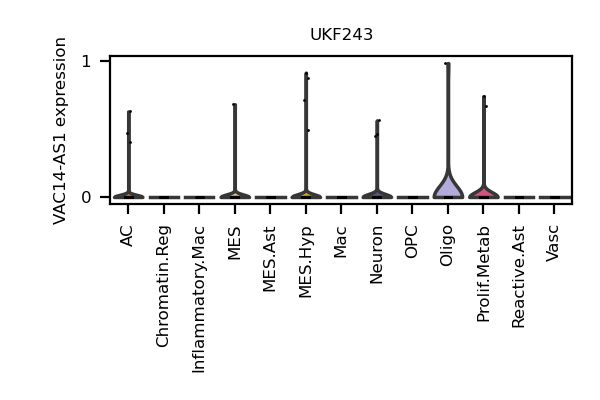 UKF243
VAC14-AS1 expression
1
0
AC
Chromatin.Reg
Inflammatory.Mac
MES
MES.Ast
MES.Hyp
Mac
Neuron
OPC
Oligo
Prolif.Metab
Reactive.Ast
Vasc